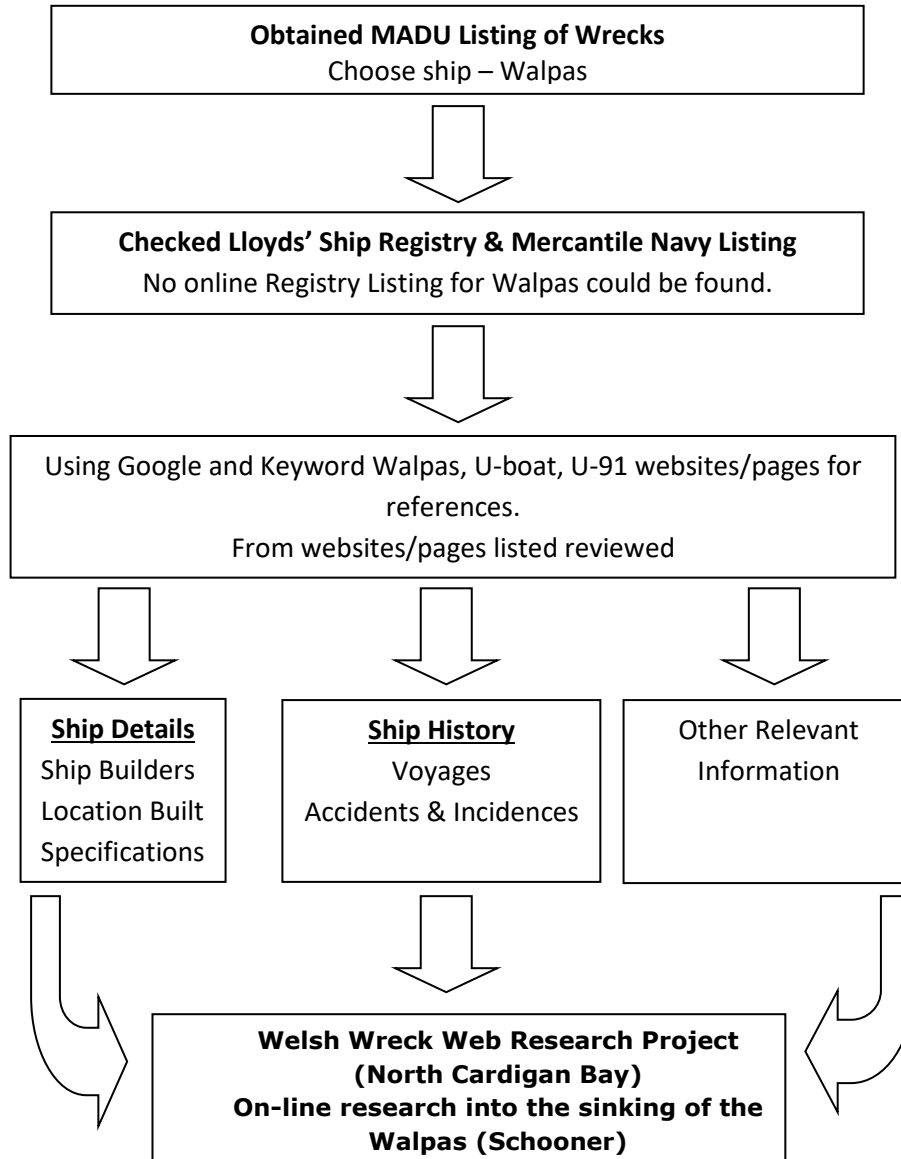 Obtained MADU Listing of Wrecks
Choose ship – Walpas
Checked Lloyds' Ship Registry & Mercantile Navy Listing
No online Registry Listing for Walpas could be found.
Using Google and Keyword Walpas, U-boat, U-91 websites/pages for
references.
From websites/pages listed reviewed
Ship Details
Ship Builders
Location Built
Specifications
Ship History
Voyages
Accidents & Incidences
Other Relevant
Information
Welsh Wreck Web Research Project
(North Cardigan Bay)
On-line research into the sinking of the
Walpas (Schooner)